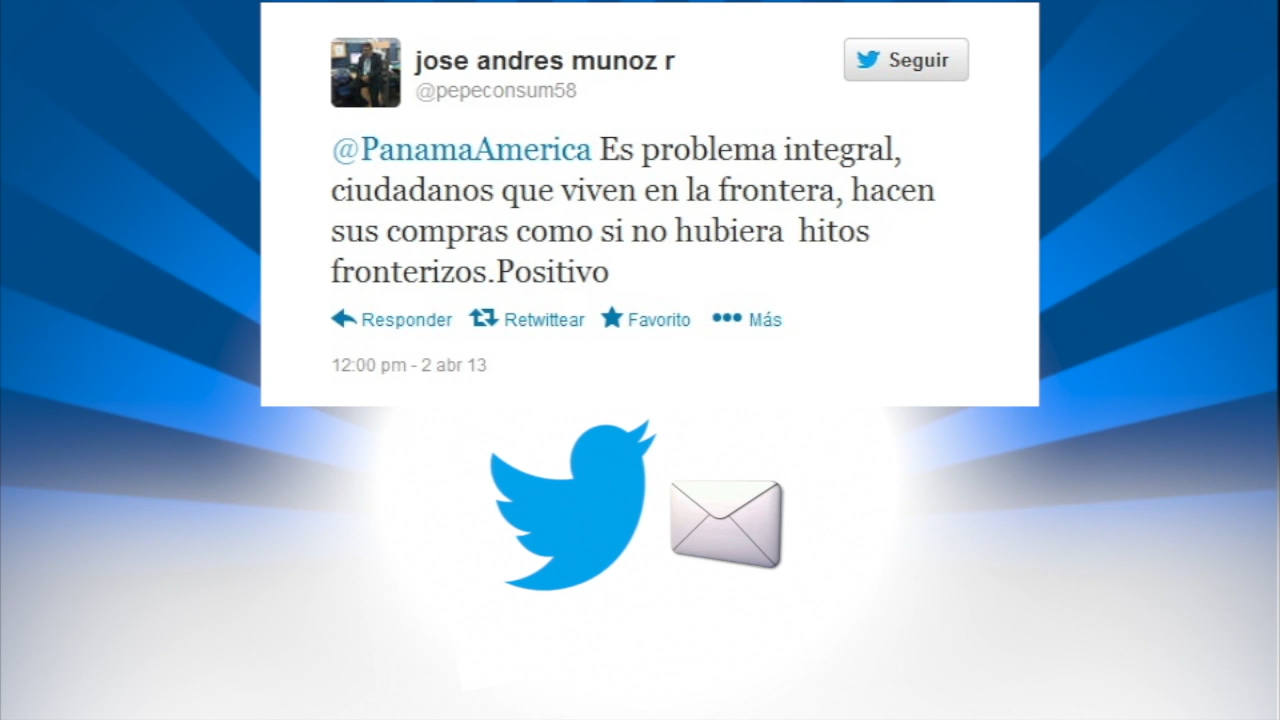 jose andres munoz r
@pepeconsum58
Seguir
@PanamaAmerica Es problema integral,
ciudadanos que viven en la frontera, hacen
sus compras como si no hubiera  hitos
fronterizos.Positivo
Responder Retwittear Favorito Más
12:00 pm - 2 abr 13